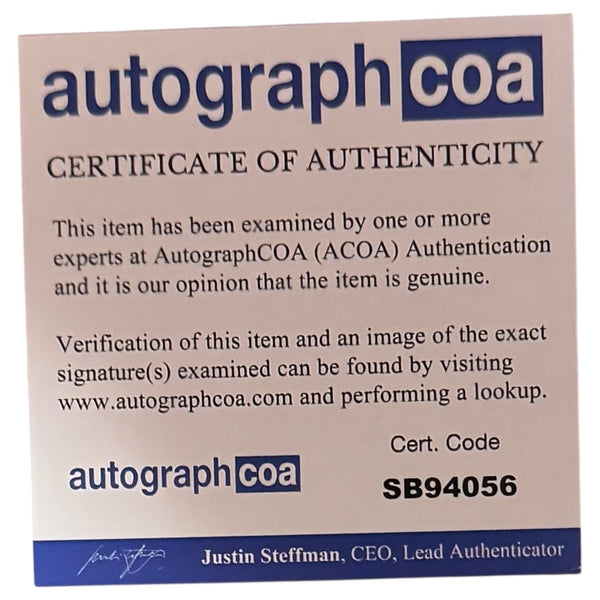 autographcoa
CERTIFICATE OF AUTHENTICITY
This item has been examined by one or more
experts at AutographCOA (ACOA) Authentication
and it is our opinion that the item is genuine.
Verification of this item and an image of the exact
signature(s) examined can be found by visiting
www.autographcoa.com and performing a lookup.
Cert. Code
autographcoa
SB94056
Justin Steffman, CEO, Lead Authenticator